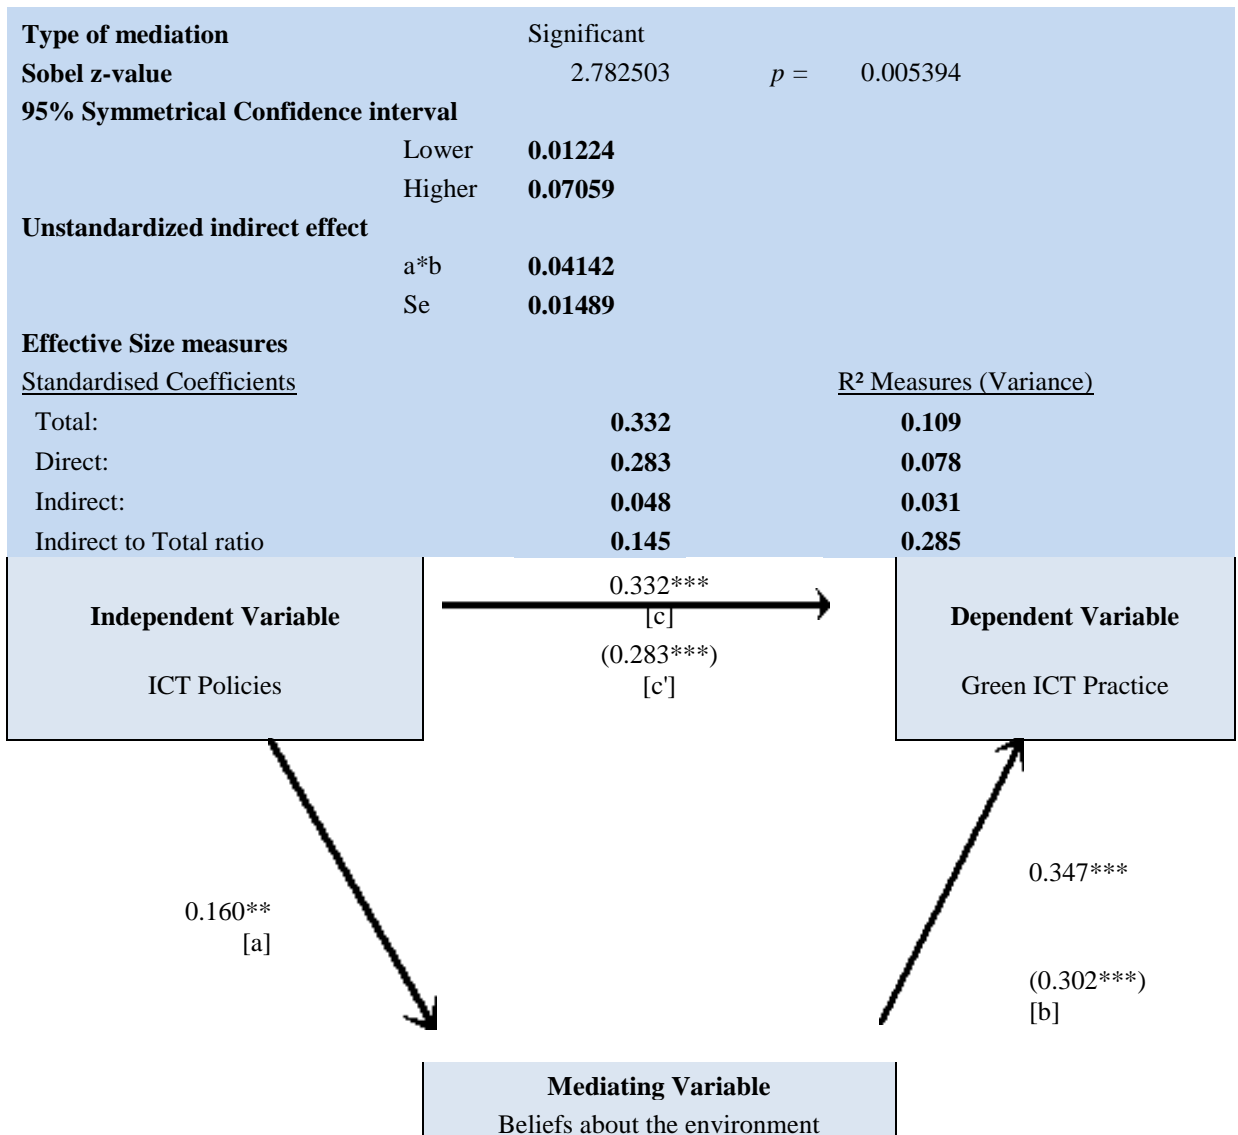 Type of mediation Significant
Sobel z-value 2.782503 p = 0.005394
95% Symmetrical Confidence interval
Lower 0.01224
Higher 0.07059
Unstandardized indirect effect
a*b 0.04142
Se 0.01489
Effective Size measures
Standardised Coefficients R² Measures (Variance)
Total: 0.332 0.109
Direct: 0.283 0.078
Indirect: 0.048 0.031
Indirect to Total ratio 0.145 0.285
0.332***
Independent Variable [c] Dependent Variable
(0.283***)
ICT Policies [c'] Green ICT Practice
0.347***
0.160**
[a]
(0.302***)
[b]
Mediating Variable
Beliefs about the environment